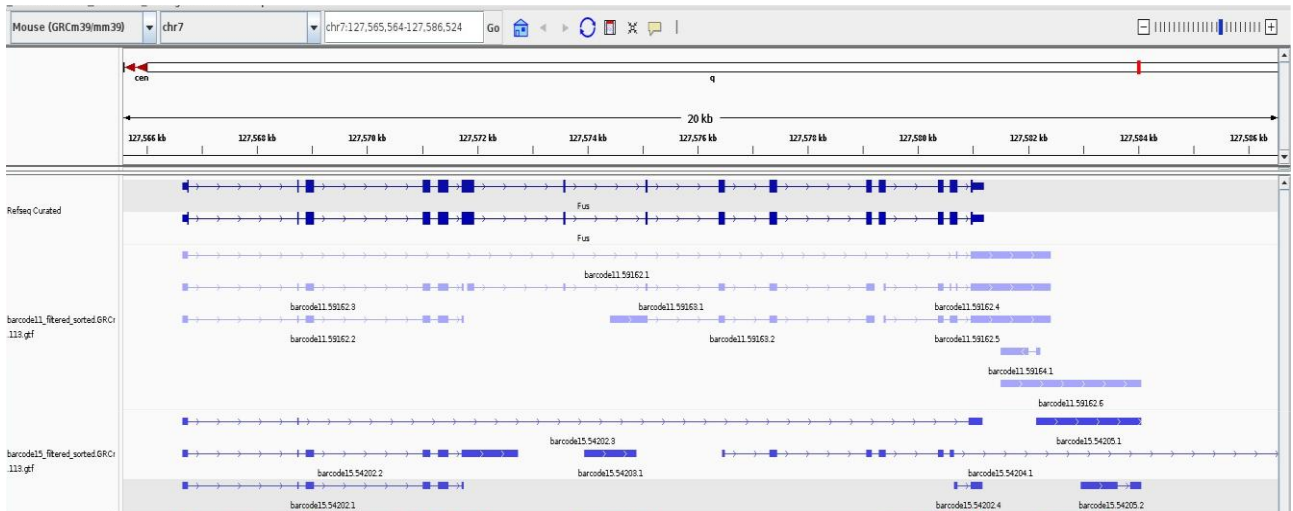 Mouse (GRCm39/mm39) chr7 chr7:127,565,564-127,586,524 Go
cen q
20 kb
127,566 kb 127,568 kb 127,570 kb 127,572 kb 127,574 kb 127,576 kb 127,578 kb 127,580 kb 127,582 kb 127,584 kb 127,586 kb
Refseq Curated
Fus
Fus
barcode11.59162.1
barcode11.59162.3 barcode11.59163.1 barcode11.59162.4
barcode11_filtered_sorted.GRCr
.113.gtf
barcode11.59162.2 barcode11.59163.2 barcode11.59162.5
barcode11.59164.1
barcode11.59162.6
barcode15.54202.3 barcode15.54205.1
barcode15_filtered_sorted.GRCr
.113.gtf
barcode15.54202.2 barcode15.54203.1 barcode15.54204.1
barcode15.54202.1 barcode15.54202.4 barcode15.54205.2